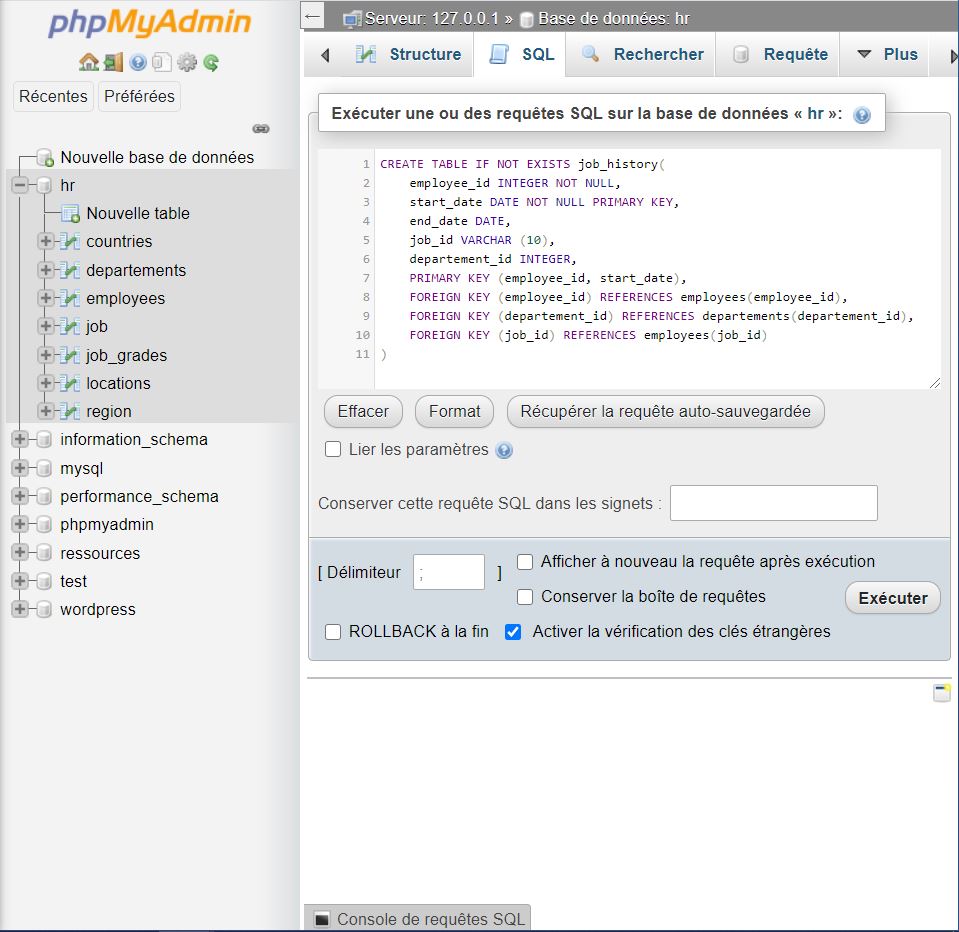 phpMyAdmin
Récentes
Préférées
Nouvelle base de données
hr
Nouvelle table
countries
departements
employees
job
job_grades
locations
region
information_schema
mysql
performance_schema
phpmyadmin
ressources
test
wordpress
Serveur: 127.0.0.1 » Base de données: hr
Structure
SQL
Rechercher
Requête
Plus
Exécuter une ou des requêtes SQL sur la base de données « hr »:
1 CREATE TABLE IF NOT EXISTS job_history(
2 employee_id INTEGER NOT NULL,
3 start_date DATE NOT NULL PRIMARY KEY,
4 end_date DATE,
5 job_id VARCHAR (10),
6 departement_id INTEGER,
7 PRIMARY KEY (employee_id, start_date),
8 FOREIGN KEY (employee_id) REFERENCES employees(employee_id),
9 FOREIGN KEY (departement_id) REFERENCES departements(departement_id),
10 FOREIGN KEY (job_id) REFERENCES employees(job_id)
11 )
Effacer
Format
Récupérer la requête auto-sauvegardée
Lier les paramètres
Conserver cette requête SQL dans les signets :
[ Délimiteur ; ]
Afficher à nouveau la requête après exécution
Conserver la boîte de requêtes
Exécuter
ROLLBACK à la fin
Activer la vérification des clés étrangères
Console de requêtes SQL